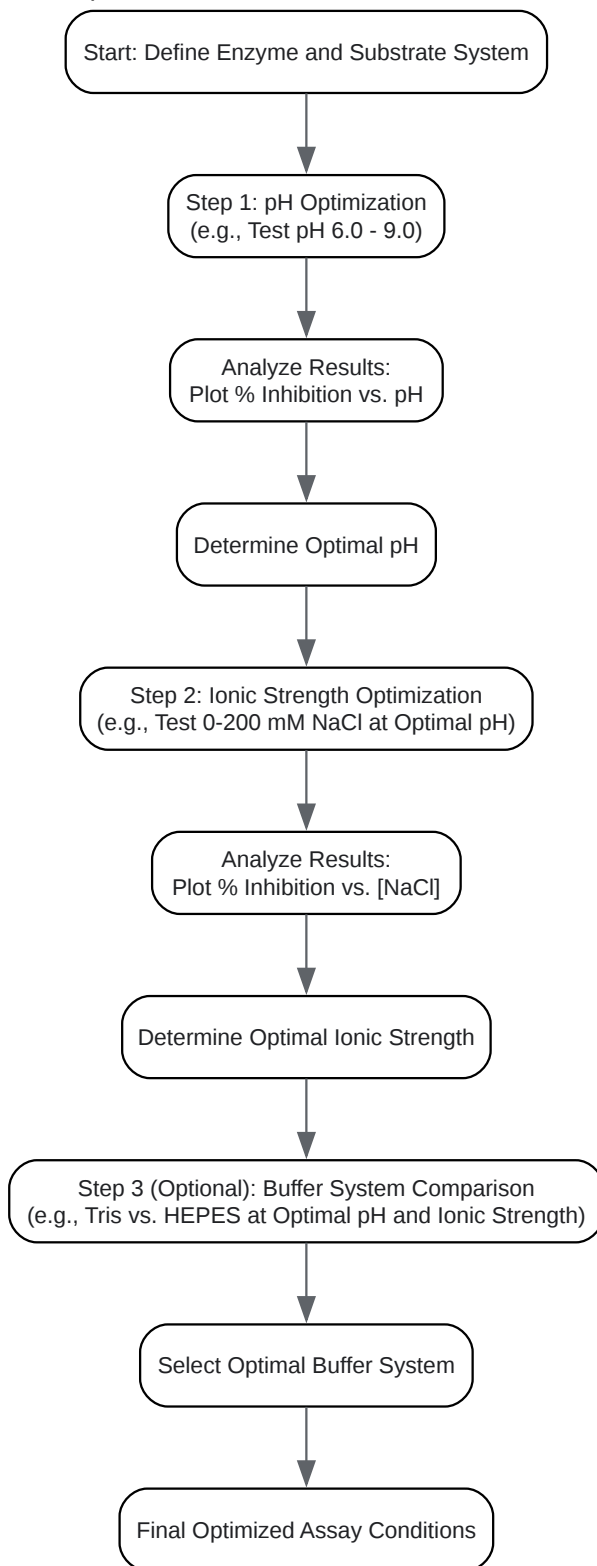 Start: Define Enzyme and Substrate System
Step 1: pH Optimization
(e.g., Test pH 6.0 - 9.0)
Analyze Results:
Plot % Inhibition vs. pH
Determine Optimal pH
Step 2: Ionic Strength Optimization
(e.g., Test 0-200 mM NaCl at Optimal pH)
Analyze Results:
Plot % Inhibition vs. [NaCl]
Determine Optimal Ionic Strength
Step 3 (Optional): Buffer System Comparison
(e.g., Tris vs. HEPES at Optimal pH and Ionic Strength)
Select Optimal Buffer System
Final Optimized Assay Conditions